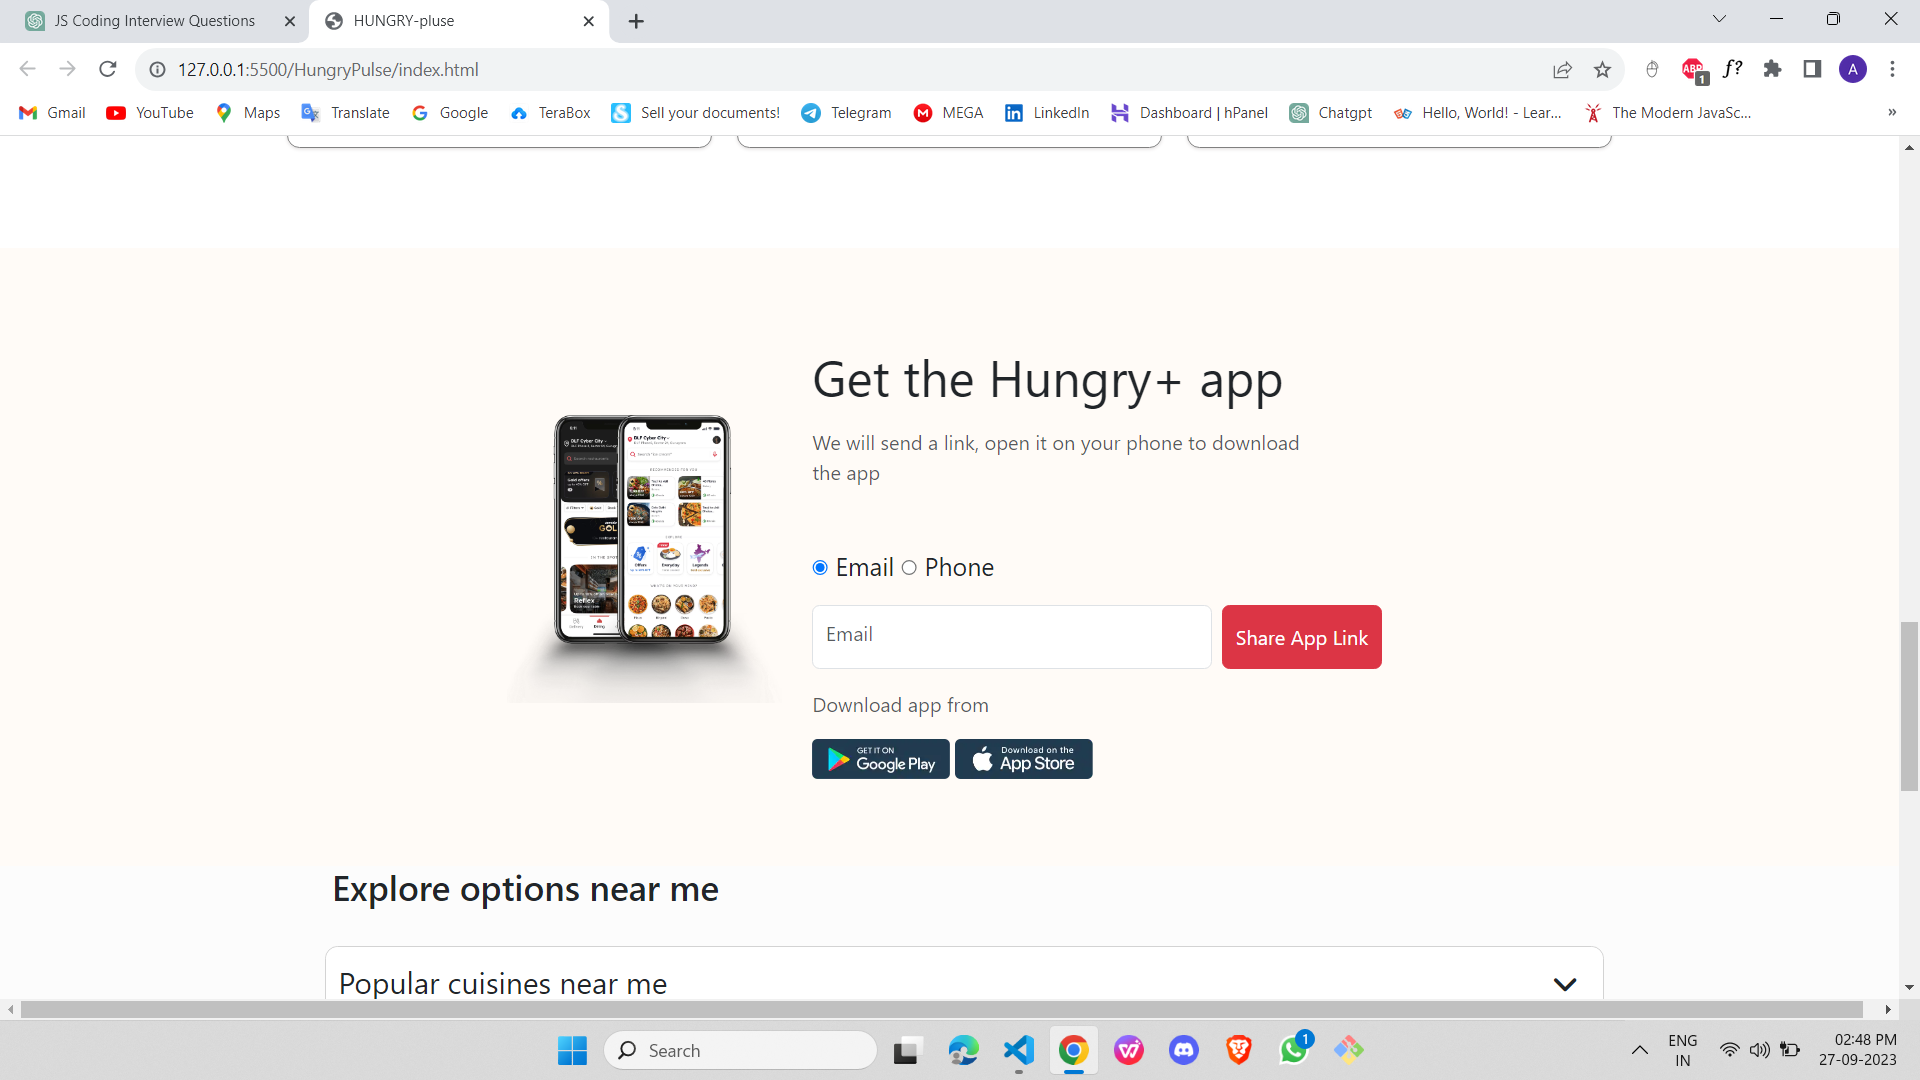 JS Coding Interview Questions
HUNGRY-pluse
127.0.0.1:5500/HungryPulse/index.html
ABP
1
f?
A
Gmail
YouTube
Maps
Translate
Google
TeraBox
Sell your documents!
Telegram
MEGA
LinkedIn
Dashboard | hPanel
Chatgpt
Hello, World! - Lear...
The Modern JavaSc...
»
Get the Hungry+ app
We will send a link, open it on your phone to download
the app
Email
Phone
Email
Share App Link
Download app from
GET IT ON
Google Play
Download on the
App Store
Explore options near me
Popular cuisines near me
Search
1
ENG
IN
02:48 PM
27-09-2023